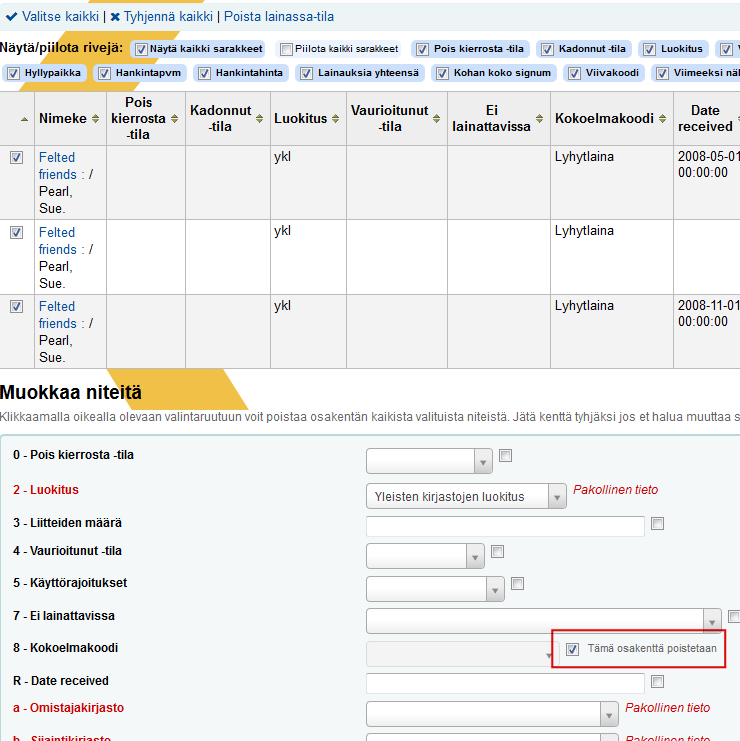 Valitse kaikki | Tyhjennä kaikki | Poista lainassa-tila
Näytä/piilota rivejä: Näytä kaikki sarakkeet Piilota kaikki sarakkeet Pois kierrosta -tila Kadonnut -tila Luokitus
Hyllypaikka Hankintapvm Hankintahinta Lainauksia yhteensä Kohan koko signum Viivakoodi Viimeeksi näh
Nimeke Pois kierrosta -tila Kadonnut -tila Luokitus Vaurioitunut -tila Ei lainattavissa Kokoelmakoodi Date received
Felted ykl Lyhytlaina 2008-05-01
friends : / 00:00:00
Pearl,
Sue.
Felted ykl Lyhytlaina
friends : /
Pearl,
Sue.
Felted ykl Lyhytlaina 2008-11-01
friends : / 00:00:00
Pearl,
Sue.
Muokkaa niteitä
Klikkaamalla oikealla olevaan valintaruutuun voit poistaa osakentän kaikista valituista niteistä. Jätä kenttä tyhjäksi jos et halua muuttaa s
0 - Pois kierrosta -tila
2 - Luokitus Yleisten kirjastojen luokitus Pakollinen tieto
3 - Liitteiden määrä
4 - Vaurioitunut -tila
5 - Käyttörajoitukset
7 - Ei lainattavissa
8 - Kokoelmakoodi Tämä osakenttä poistetaan
R - Date received
a - Omistajakirjasto Pakollinen tieto
b - Sijaintikirjasto Pakollinen tieto